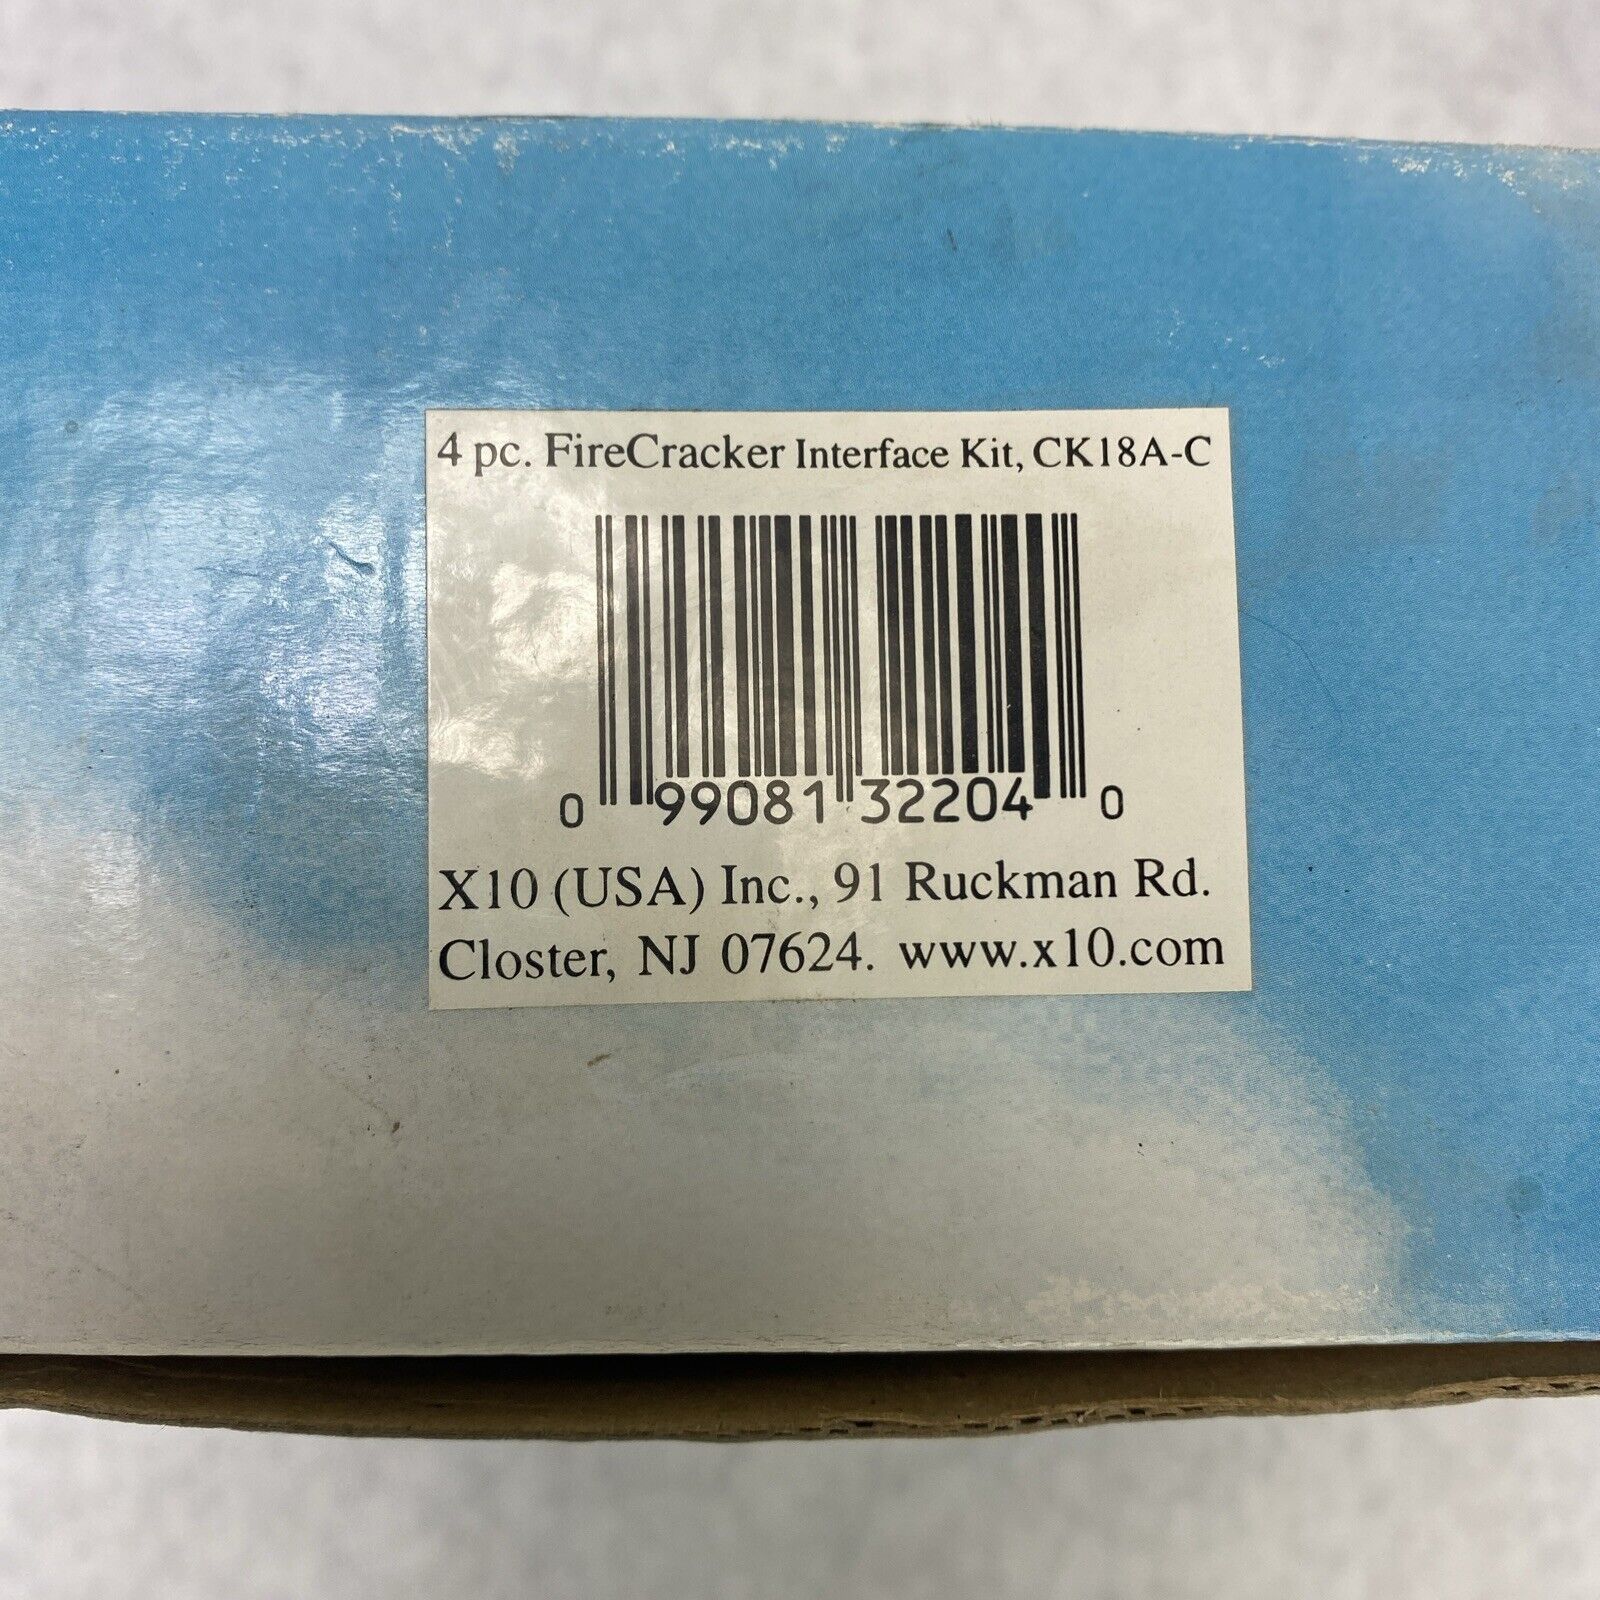 4 pc. FireCracker Interface Kit, CK18A-C
0 99081 32204 0
X10 (USA) Inc., 91 Ruckman Rd.
Closter, NJ 07624. www.x10.com